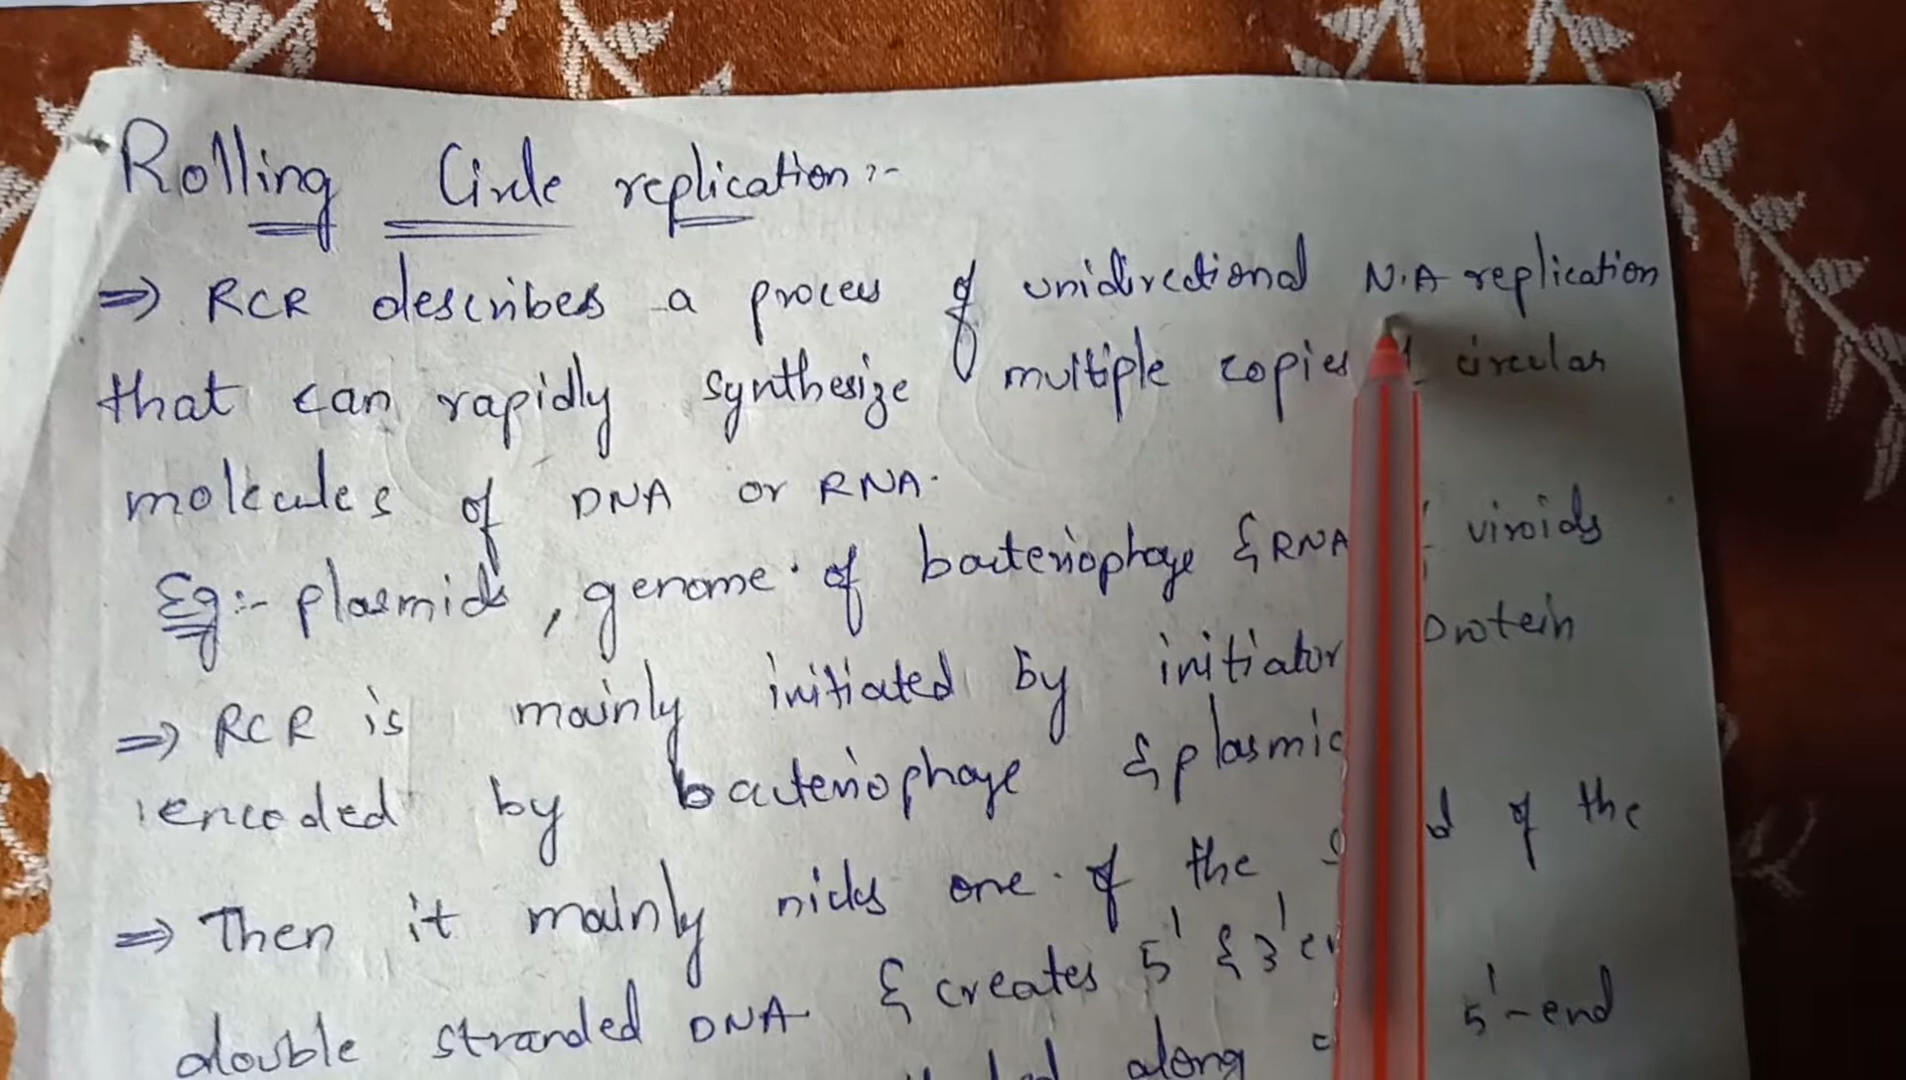 Rolling Circle replication :-
⇒ RCR describes a process of unidirectional N.A replication
that can rapidly synthesize multiple copies circular
molecules of DNA or RNA.
Eg:- plasmids, genome of bacteriophage & RNA viroids
⇒ RCR is mainly initiated by initiator protein
encoded by bacteriophage & plasmid
⇒ Then it mainly nicks one of the of the
double stranded DNA & creates 5' & 3'
along 5'-end